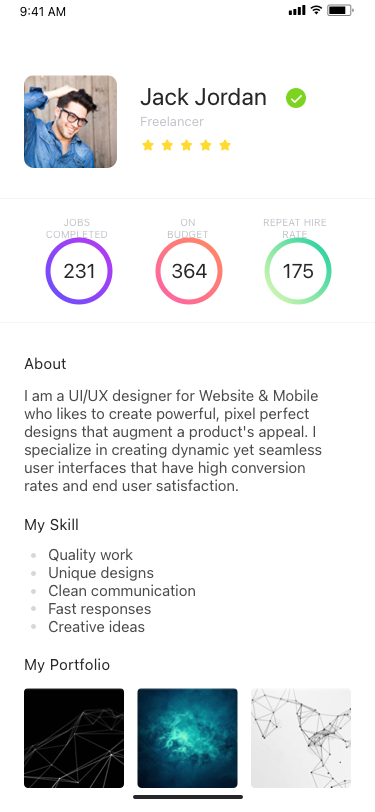 9:41 AM
Jack Jordan
Freelancer
JOBS
COMPLETED
ON
BUDGET
REPEAT HIRE
RATE
231
364
175
About
I am a UI/UX designer for Website & Mobile
who likes to create powerful, pixel perfect
designs that augment a product's appeal. I
specialize in creating dynamic yet seamless
user interfaces that have high conversion
rates and end user satisfaction.
My Skill
Quality work
Unique designs
Clean communication
Fast responses
Creative ideas
My Portfolio